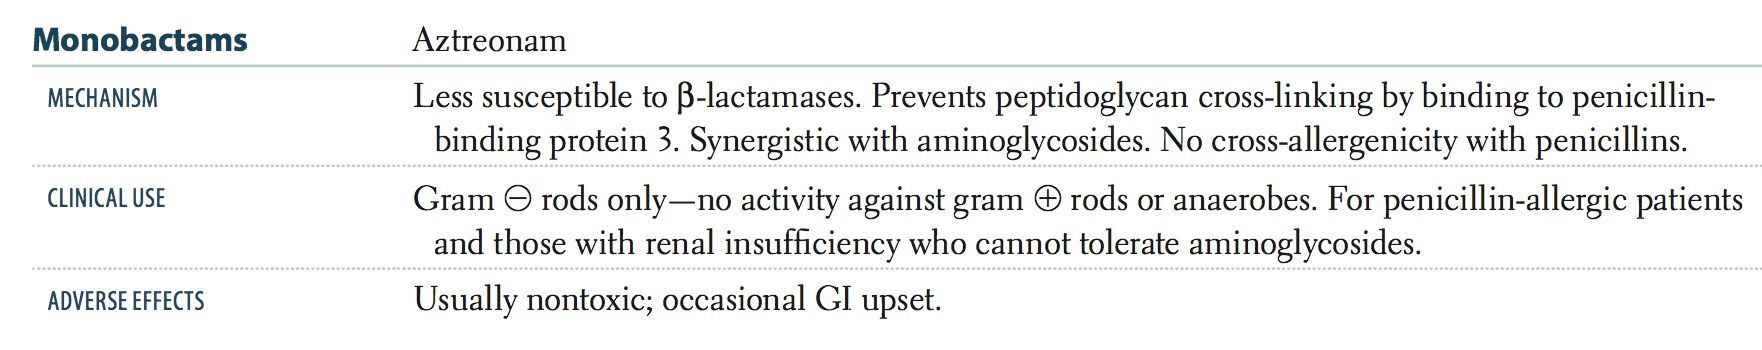 Monobactams Aztreonam
MECHANISM Less susceptible to β-lactamases. Prevents peptidoglycan cross-linking by binding to penicillin-
binding protein 3. Synergistic with aminoglycosides. No cross-allergenicity with penicillins.
CLINICAL USE Gram ⊖ rods only—no activity against gram ⊕ rods or anaerobes. For penicillin-allergic patients
and those with renal insufficiency who cannot tolerate aminoglycosides.
ADVERSE EFFECTS Usually nontoxic; occasional GI upset.